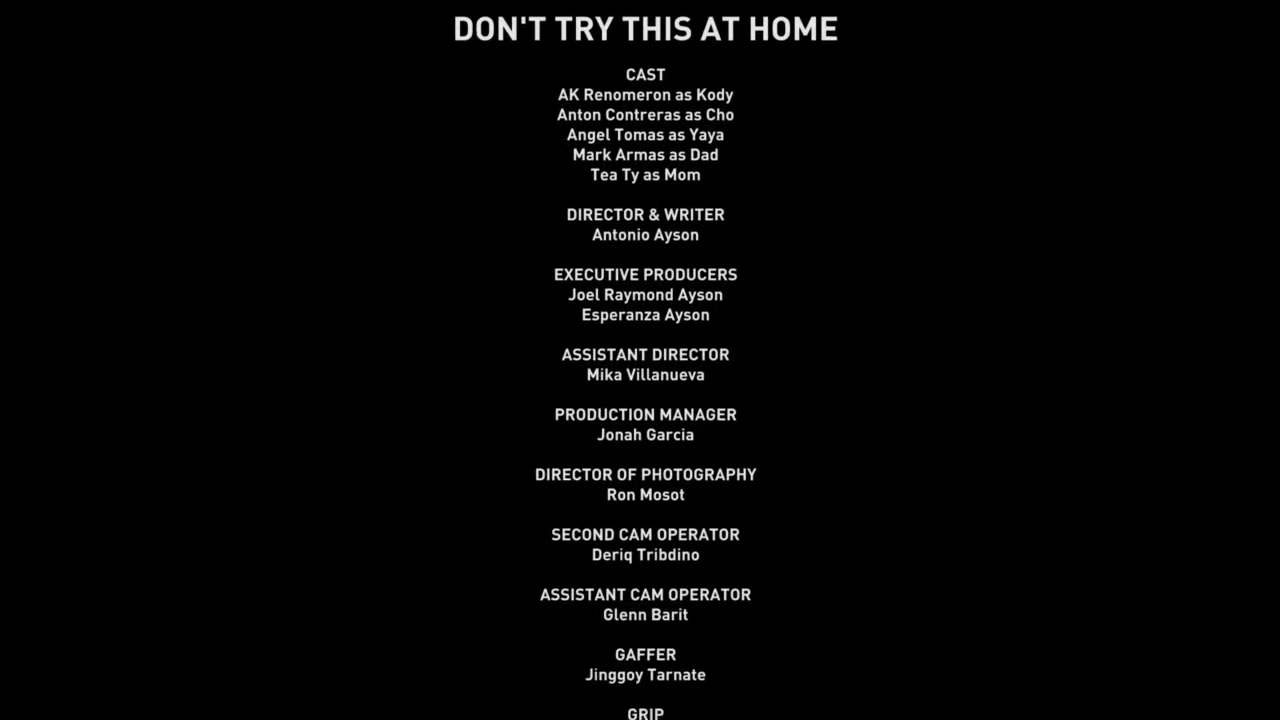 DON'T TRY THIS AT HOME
CAST
AK Renomeron as Kody
Anton Contreras as Cho
Angel Tomas as Yaya
Mark Armas as Dad
Tea Ty as Mom
DIRECTOR & WRITER
Antonio Ayson
EXECUTIVE PRODUCERS
Joel Raymond Ayson
Esperanza Ayson
ASSISTANT DIRECTOR
Mika Villanueva
PRODUCTION MANAGER
Jonah Garcia
DIRECTOR OF PHOTOGRAPHY
Ron Mosot
SECOND CAM OPERATOR
Deriq Tribdino
ASSISTANT CAM OPERATOR
Glenn Barit
GAFFER
Jinggoy Tarnate
GRIP